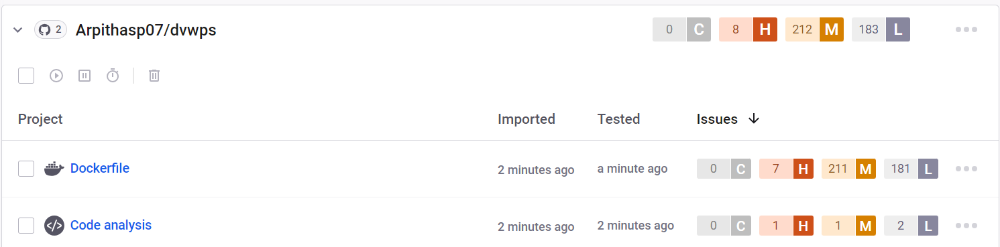 2 Arpithasp07/dvwps 0 C 8 H 212 M 183 L
Project Imported Tested Issues
Dockerfile 2 minutes ago a minute ago 0 C 7 H 211 M 181 L
Code analysis 2 minutes ago 2 minutes ago 0 C 1 H 1 M 2 L